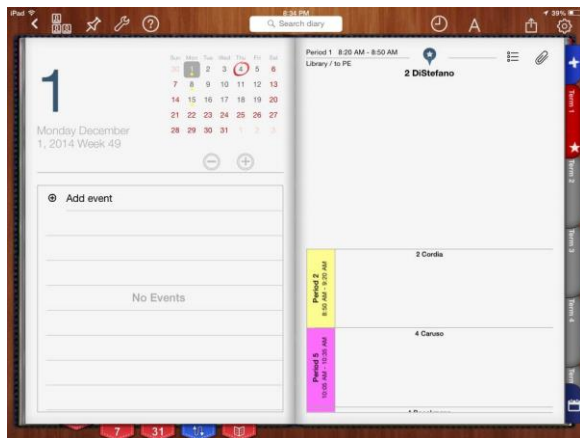 iPad
6:34 PM
39%
Search diary
A
1
Monday December
1, 2014 Week 49
Sun Mon Tue Wed Thu Fri Sat
30 1 2 3 4 5 6
7 8 9 10 11 12 13
14 15 16 17 18 19 20
21 22 23 24 25 26 27
28 29 30 31 1 2 3
Add event
No Events
Period 1 8:20 AM - 8:50 AM
Library / to PE
2 DiStefano
Period 2
8:50 AM - 9:20 AM
2 Cordia
Period 5
10:05 AM - 10:35 AM
4 Caruso
Term 1
Term 2
Term 3
Term 4
7
31